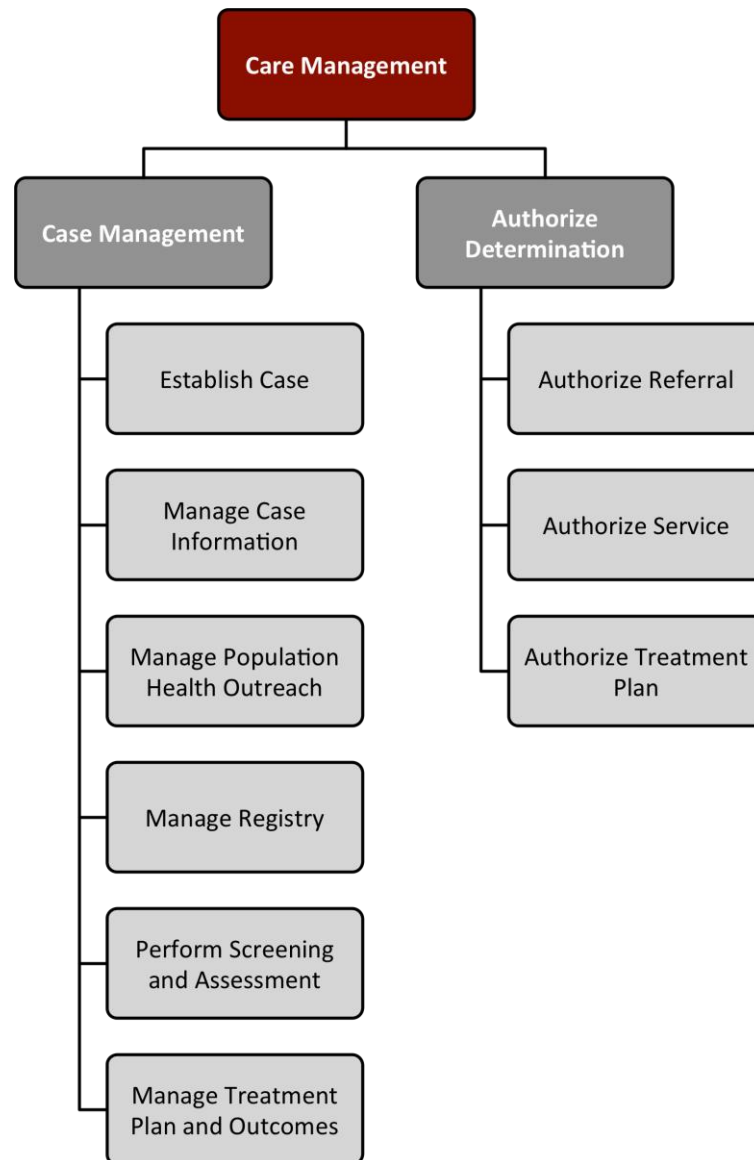 Care Management
Case Management
Establish Case
Manage Case
Information
Manage Population
Health Outreach
Manage Registry
Perform Screening
and Assessment
Manage Treatment
Plan and Outcomes
Authorize
Determination
Authorize Referral
Authorize Service
Authorize Treatment
Plan